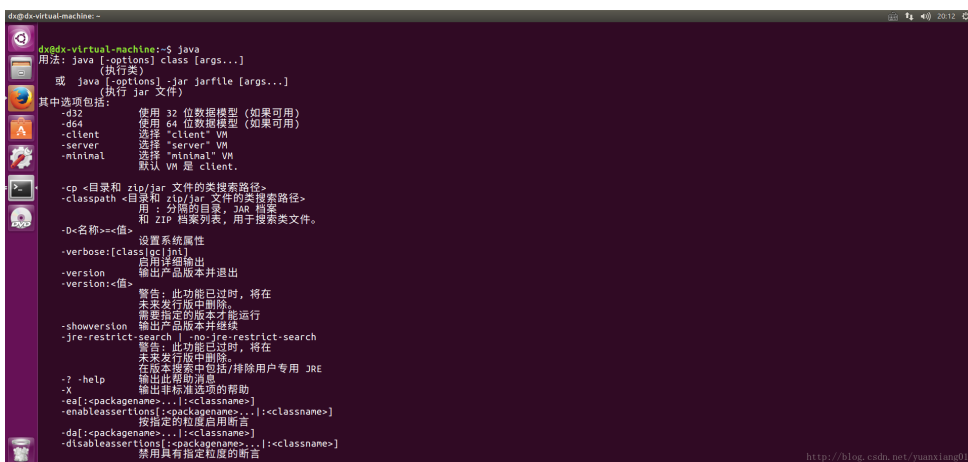 dx@dx-virtual-machine: ~
20:12
dx@dx-virtual-machine:~$ java
用法: java [-options] class [args...]
(执行类)
或  java [-options] -jar jarfile [args...]
(执行 jar 文件)
其中选项包括:
-d32 使用 32 位数据模型 (如果可用)
-d64 使用 64 位数据模型 (如果可用)
-client 选择 "client" VM
-server 选择 "server" VM
-minimal 选择 "minimal" VM
默认 VM 是 client.
-cp <目录和 zip/jar 文件的类搜索路径>
-classpath <目录和 zip/jar 文件的类搜索路径>
用 : 分隔的目录, JAR 档案
和 ZIP 档案列表, 用于搜索类文件。
-D<名称>=<值>
设置系统属性
-verbose:[class|gc|jni]
启用详细输出
-version 输出产品版本并退出
-version:<值>
警告: 此功能已过时, 将在
未来发行版中删除。
需要指定的版本才能运行
-showversion 输出产品版本并继续
-jre-restrict-search | -no-jre-restrict-search
警告: 此功能已过时, 将在
未来发行版中删除。
在版本搜索中包括/排除用户专用 JRE
-? -help 输出此帮助消息
-X 输出非标准选项的帮助
-ea[:<packagename>...|:<classname>]
-enableassertions[:<packagename>...|:<classname>]
按指定的粒度启用断言
-da[:<packagename>...|:<classname>]
-disableassertions[:<packagename>...|:<classname>]
禁用具有指定粒度的断言
http://blog.csdn.net/yuanxiang01